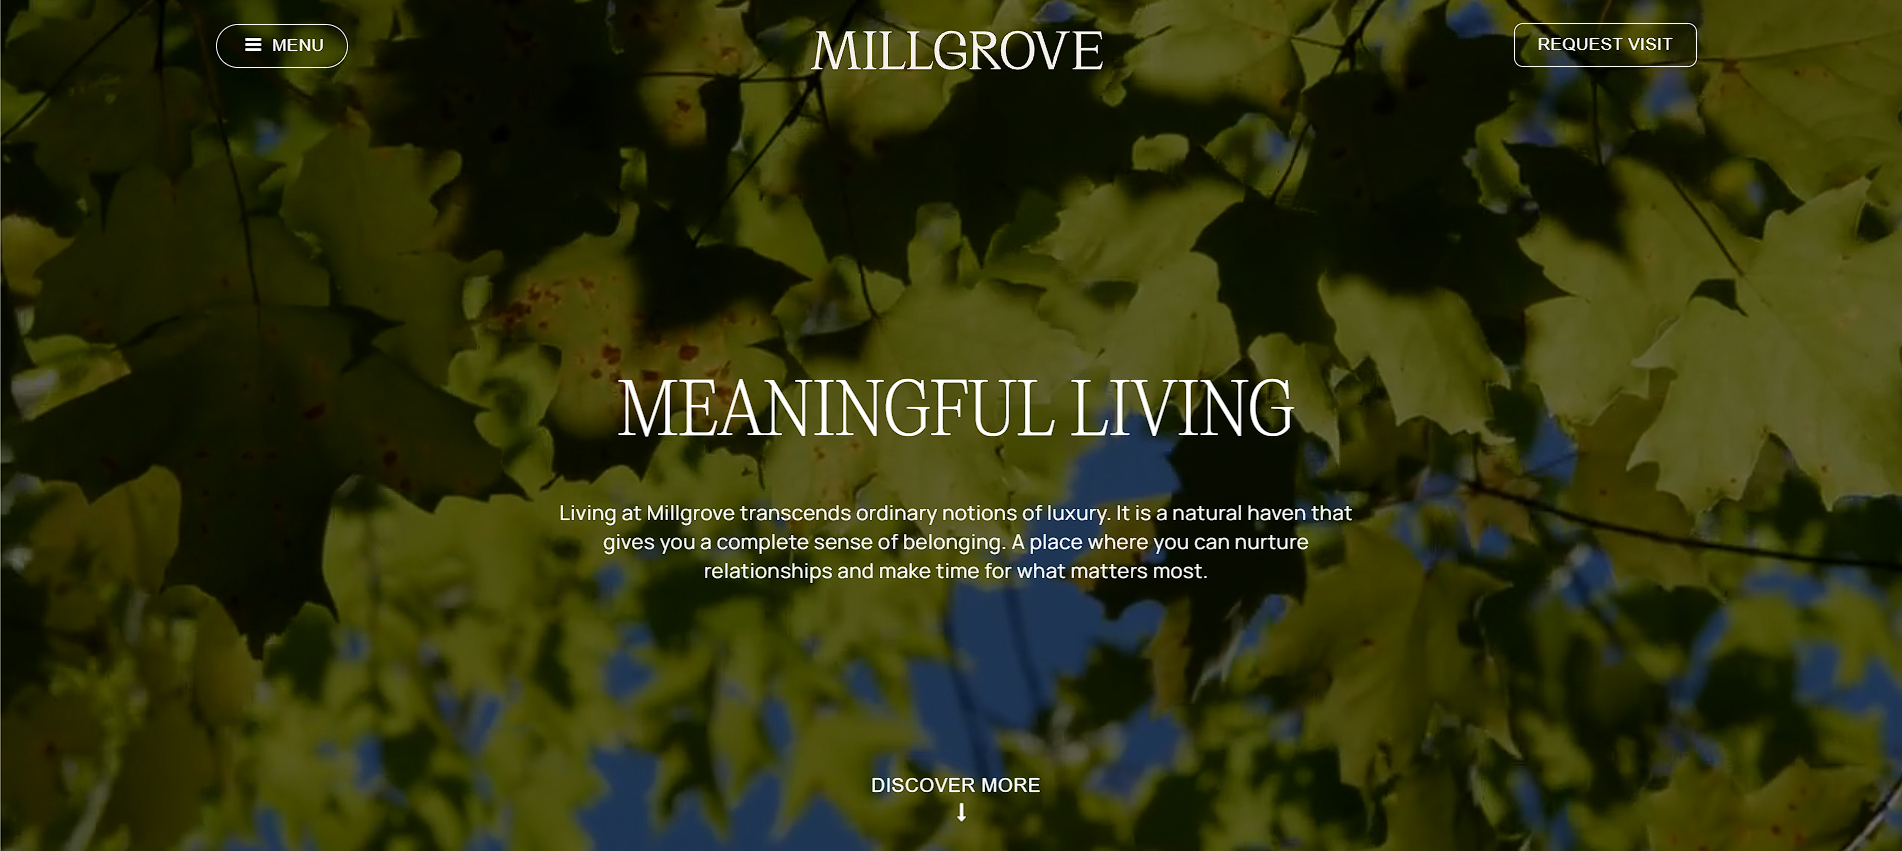 MENU
MILLGROVE
REQUEST VISIT
MEANINGFUL LIVING
Living at Millgrove transcends ordinary notions of luxury. It is a natural haven that
gives you a complete sense of belonging. A place where you can nurture
relationships and make time for what matters most.
DISCOVER MORE